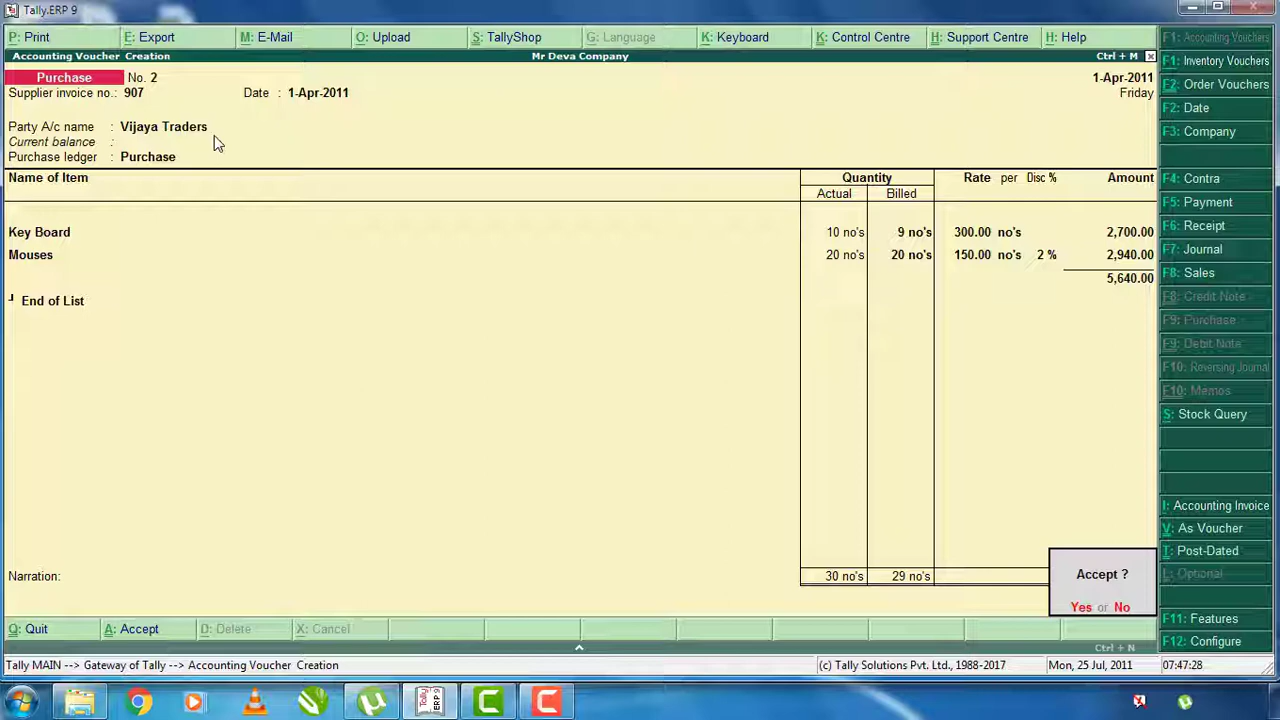 Tally.ERP 9
P: Print E: Export M: E-Mail O: Upload S: TallyShop G: Language K: Keyboard K: Control Centre H: Support Centre H: Help
Accounting Voucher Creation Mr Deva Company Ctrl + M
Purchase No. 2 1-Apr-2011
Supplier invoice no.: 907 Date : 1-Apr-2011 Friday
Party A/c name : Vijaya Traders
Current balance :
Purchase ledger : Purchase
Name of Item Quantity Rate per Disc % Amount
Actual Billed
Key Board 10 no's 9 no's 300.00 no's 2,700.00
Mouses 20 no's 20 no's 150.00 no's 2 % 2,940.00
5,640.00
End of List
Narration: 30 no's 29 no's
Accept ?
Yes or No
F1: Accounting Vouchers
F1: Inventory Vouchers
F2: Order Vouchers
F2: Date
F3: Company
F4: Contra
F5: Payment
F6: Receipt
F7: Journal
F8: Sales
F8: Credit Note
F9: Purchase
F9: Debit Note
F10: Reversing Journal
F10: Memos
S: Stock Query
I: Accounting Invoice
V: As Voucher
T: Post-Dated
L: Optional
F11: Features
F12: Configure
Q: Quit A: Accept D: Delete X: Cancel
Ctrl + N
Tally MAIN --> Gateway of Tally --> Accounting Voucher Creation (c) Tally Solutions Pvt. Ltd., 1988-2017 Mon, 25 Jul, 2011 07:47:28